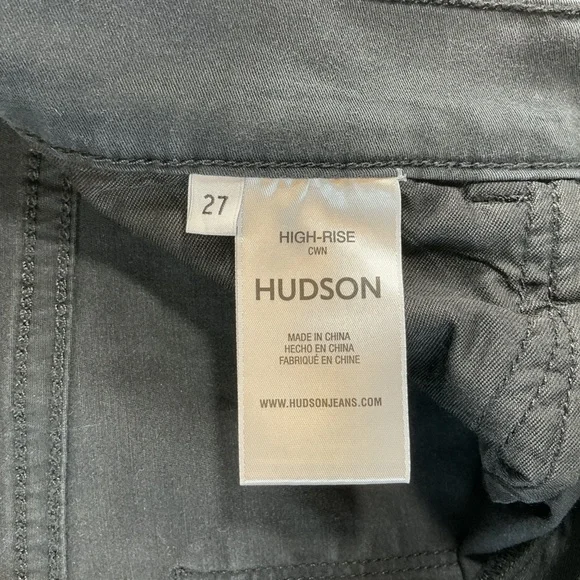 27
HIGH-RISE
CWN
HUDSON
MADE IN CHINA
HECHO EN CHINA
FABRIQUÉ EN CHINE
WWW.HUDSONJEANS.COM